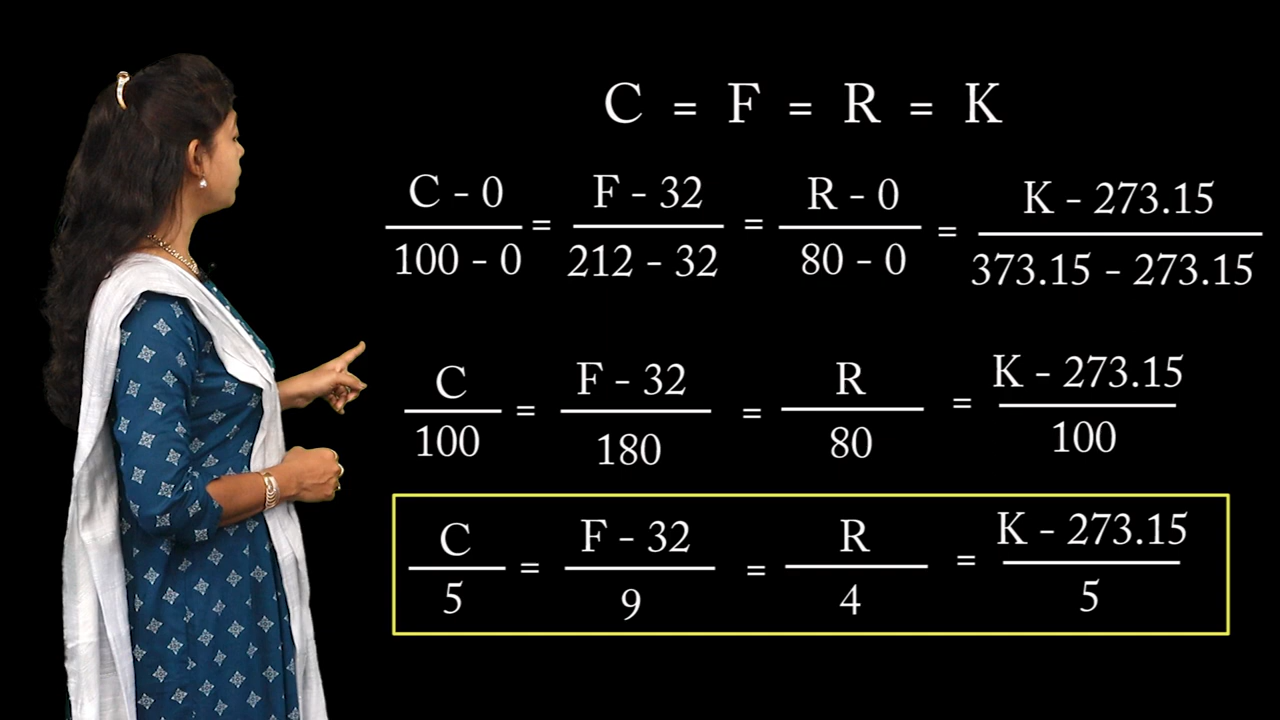 C = F = R = K
C - 0 = F - 32 = R - 0 = K - 273.15
100 - 0 212 - 32 80 - 0 373.15 - 273.15
C = F - 32 = R = K - 273.15
100 180 80 100
C = F - 32 = R = K - 273.15
5 9 4 5